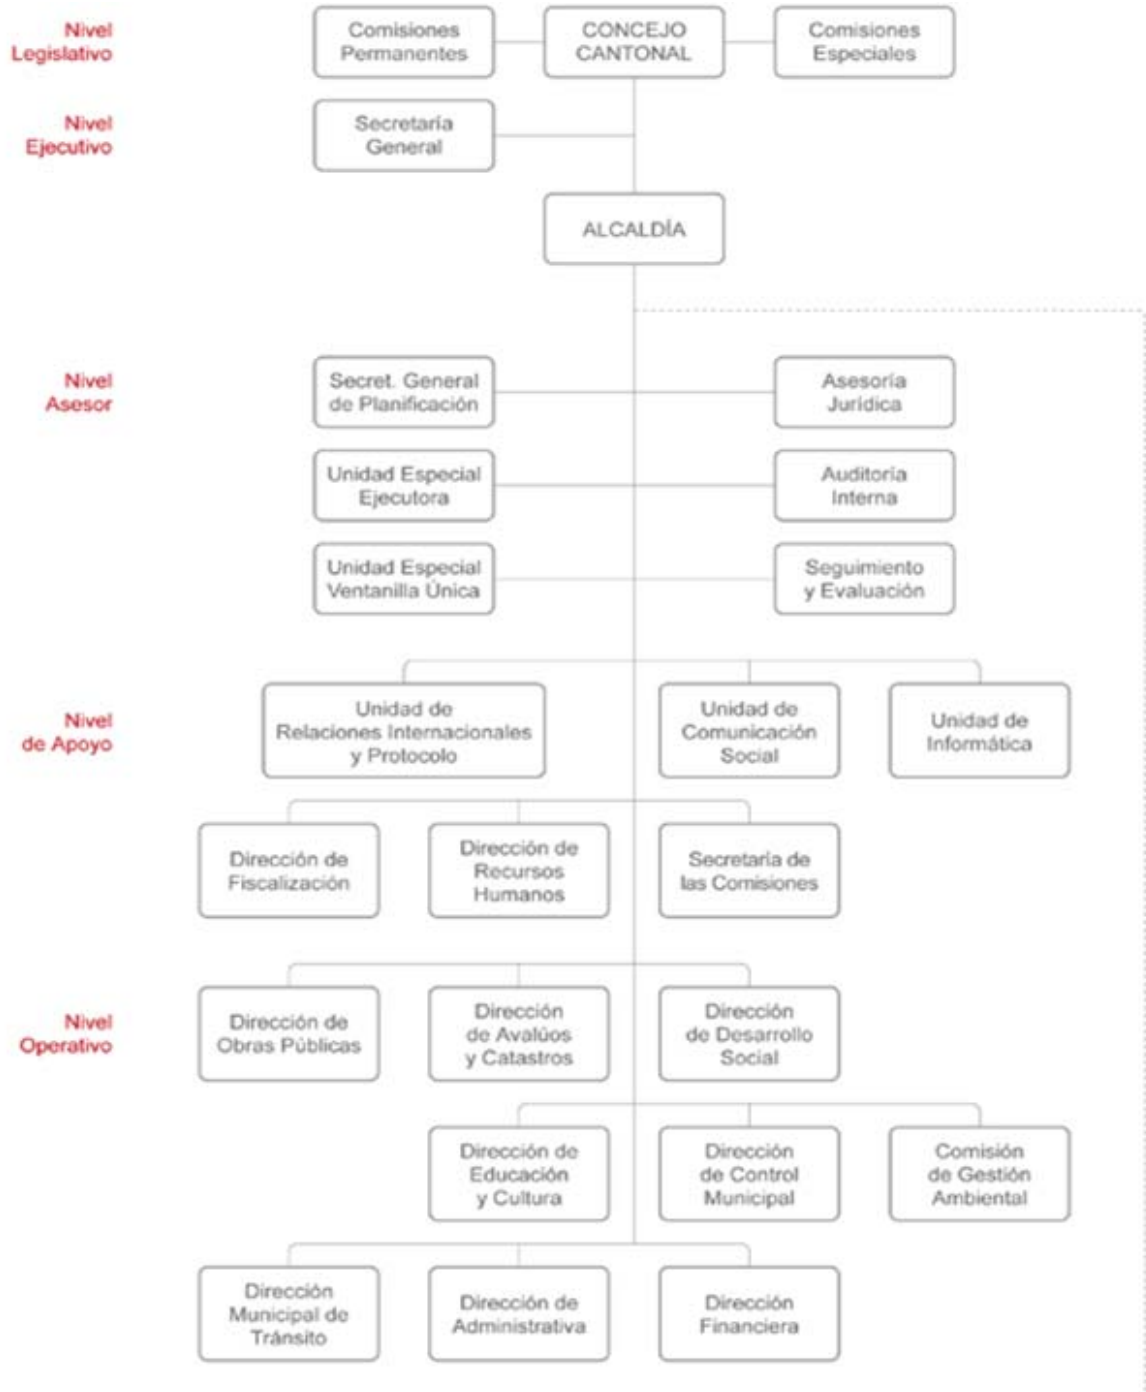 Nivel
Legislativo
Comisiones
Permanentes
CONCEJO
CANTONAL
Comisiones
Especiales
Nivel
Ejecutivo
Secretaría
General
ALCALDÍA
Nivel
Asesor
Secret. General
de Planificación
Asesoría
Jurídica
Unidad Especial
Ejecutora
Auditoría
Interna
Unidad Especial
Ventanilla Única
Seguimiento
y Evaluación
Nivel
de Apoyo
Unidad de
Relaciones Internacionales
y Protocolo
Unidad de
Comunicación
Social
Unidad de
Informática
Dirección de
Fiscalización
Dirección de
Recursos
Humanos
Secretaría de
las Comisiones
Nivel
Operativo
Dirección de
Obras Públicas
Dirección
de Avalúos
y Catastros
Dirección
de Desarrollo
Social
Dirección de
Educación
y Cultura
Dirección
de Control
Municipal
Comisión
de Gestión
Ambiental
Dirección
Municipal de
Tránsito
Dirección de
Administrativa
Dirección
Financiera